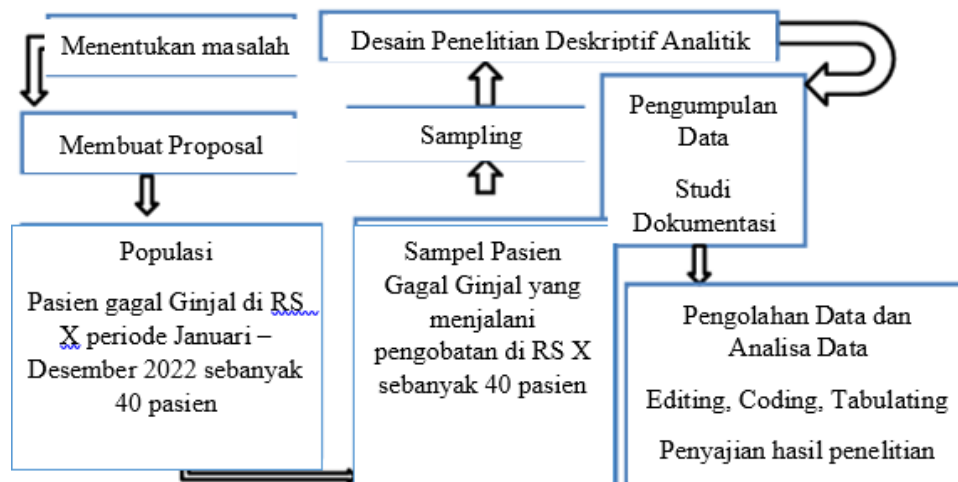 Menentukan masalah
Membuat Proposal
Populasi
Pasien gagal Ginjal di RS
X periode Januari –
Desember 2022 sebanyak
40 pasien
Sampel Pasien
Gagal Ginjal yang
menjalani
pengobatan di RS X
sebanyak 40 pasien
Sampling
Desain Penelitian Deskriptif Analitik
Pengumpulan
Data
Studi
Dokumentasi
Pengolahan Data dan
Analisa Data
Editing, Coding, Tabulating
Penyajian hasil penelitian